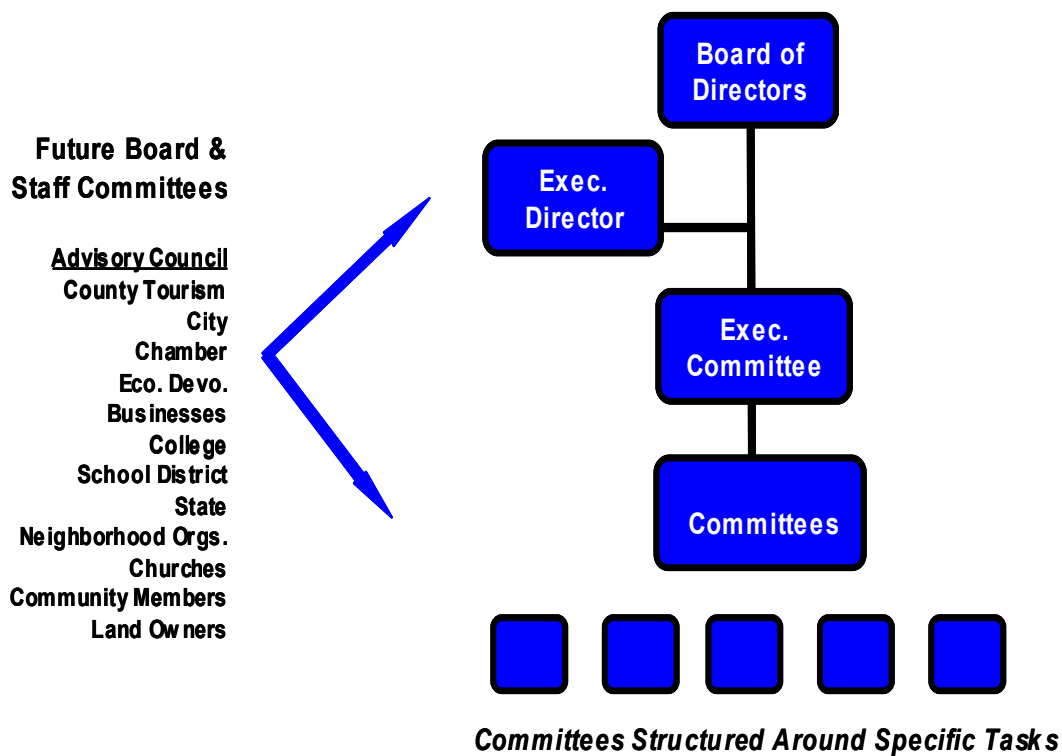 Future Board &
Staff Committees
Advisory Council
County Tourism
City
Chamber
Eco. Devo.
Businesses
College
School District
State
Neighborhood Orgs.
Churches
Community Members
Land Owners
Board of
Directors
Exec.
Director
Exec.
Committee
Committees
Committees Structured Around Specific Tasks